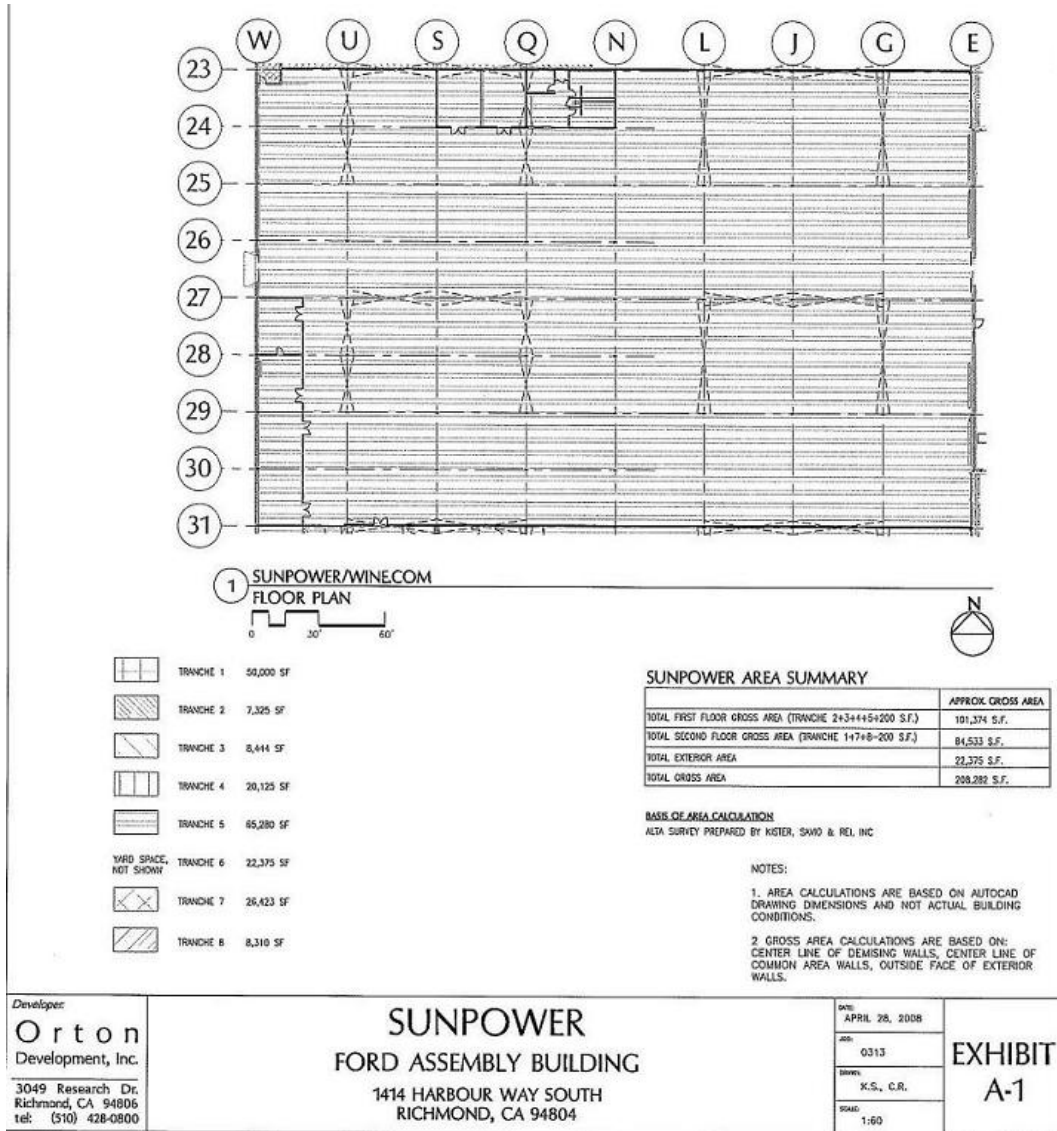 W U S Q N L J G E
23
24
25
26
27
28
29
30
31
1 SUNPOWER/WINE.COM
FLOOR PLAN
0 30' 60'
N
TRANCHE 1 50,000 SF
TRANCHE 2 7,325 SF
TRANCHE 3 8,444 SF
TRANCHE 4 20,125 SF
TRANCHE 5 65,280 SF
YARD SPACE,
NOT SHOWN
TRANCHE 6 22,375 SF
TRANCHE 7 26,423 SF
TRANCHE 8 8,310 SF
SUNPOWER AREA SUMMARY
APPROX. GROSS AREA
TOTAL FIRST FLOOR GROSS AREA (TRANCHE 2+3+4+5+200 S.F.) 101,374 S.F.
TOTAL SECOND FLOOR GROSS AREA (TRANCHE 1+7+8-200 S.F.) 84,533 S.F.
TOTAL EXTERIOR AREA 22,375 S.F.
TOTAL GROSS AREA 208,282 S.F.
BASIS OF AREA CALCULATION
ALTA SURVEY PREPARED BY KISTER, SAVIO & REI, INC
NOTES:
1. AREA CALCULATIONS ARE BASED ON AUTOCAD
DRAWING DIMENSIONS AND NOT ACTUAL BUILDING
CONDITIONS.
2 GROSS AREA CALCULATIONS ARE BASED ON:
CENTER LINE OF DEMISING WALLS, CENTER LINE OF
COMMON AREA WALLS, OUTSIDE FACE OF EXTERIOR
WALLS.
Developer:
Orton
Development, Inc.
3049 Research Dr.
Richmond, CA 94806
tel: (510) 428-0800
SUNPOWER
FORD ASSEMBLY BUILDING
1414 HARBOUR WAY SOUTH
RICHMOND, CA 94804
DATE:
APRIL 28, 2008
JOB:
0313
DRAWN:
K.S., C.R.
SCALE:
1:60
EXHIBIT
A-1